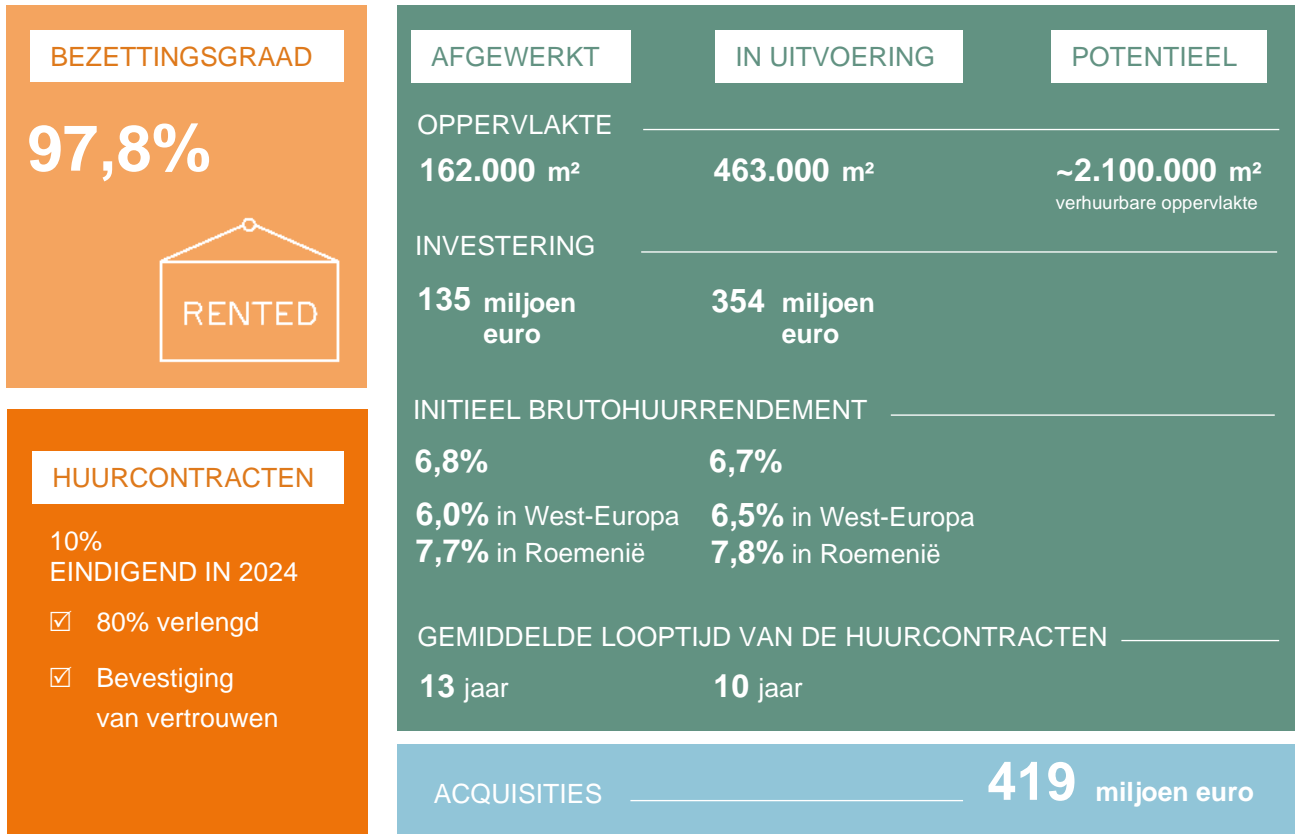 BEZETTINGSGRAAD
97,8%
RENTED
HUURCONTRACTEN
10%
EINDIGEND IN 2024
☑ 80% verlengd
☑ Bevestiging
van vertrouwen
AFGEWERKT IN UITVOERING POTENTIEEL
OPPERVLAKTE
162.000 m² 463.000 m² ~2.100.000 m²
verhuurbare oppervlakte
INVESTERING
135 miljoen 354 miljoen
euro euro
INITIEEL BRUTOHUURRENDEMENT
6,8% 6,7%
6,0% in West-Europa 6,5% in West-Europa
7,7% in Roemenië 7,8% in Roemenië
GEMIDDELDE LOOPTIJD VAN DE HUURCONTRACTEN
13 jaar 10 jaar
ACQUISITIES 419 miljoen euro